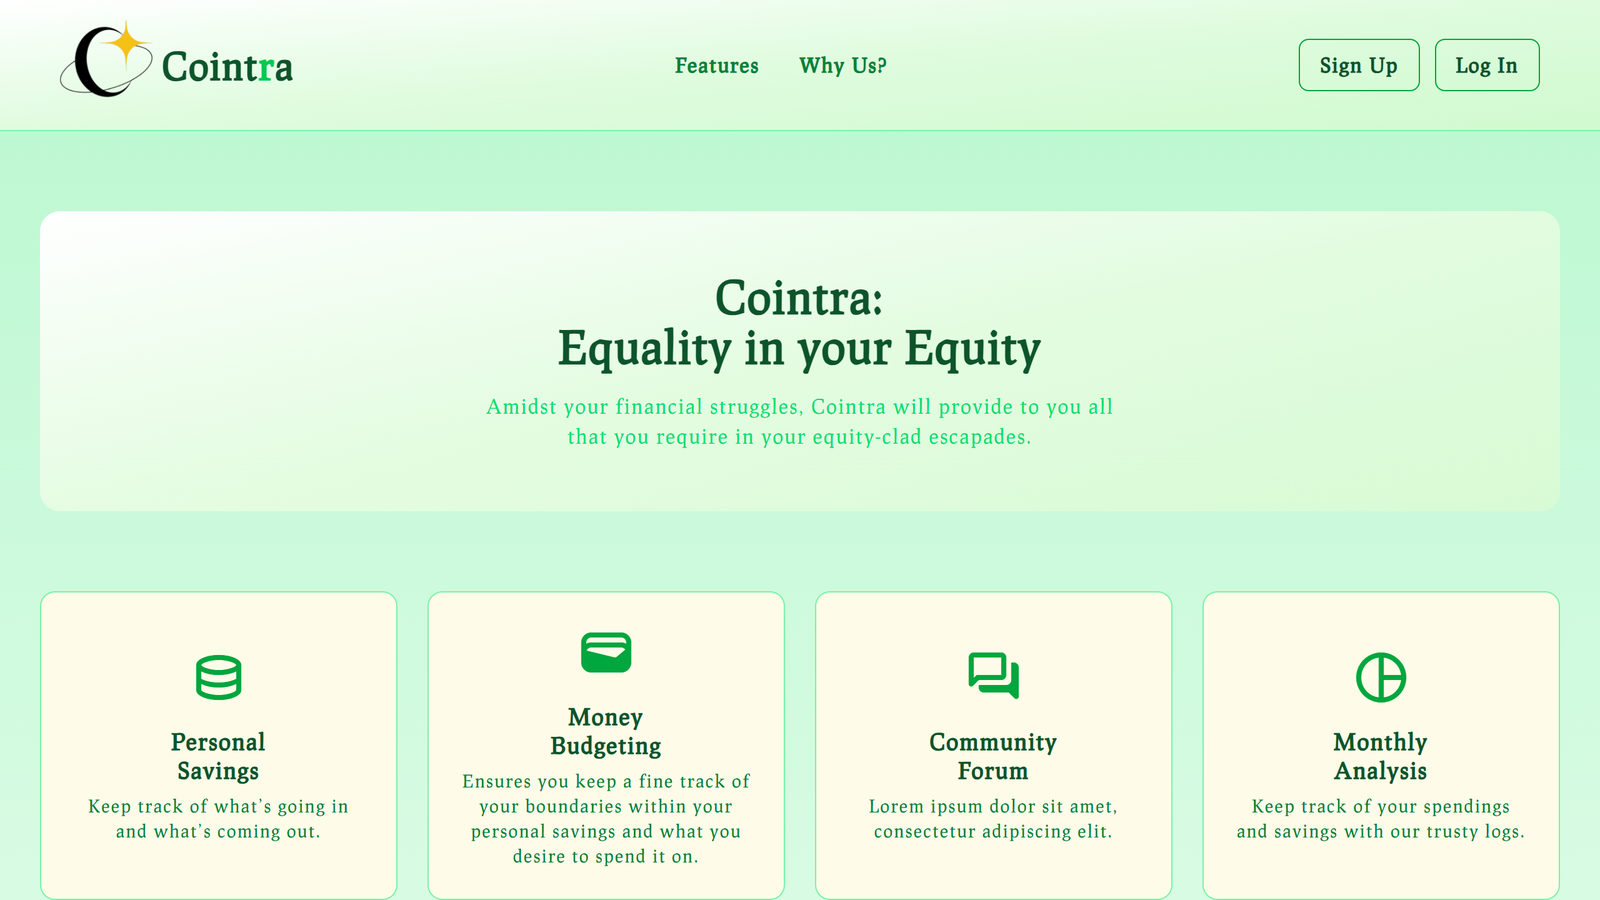 Cointra
Features
Why Us?
Sign Up
Log In
Cointra:
Equality in your Equity
Amidst your financial struggles, Cointra will provide to you all
that you require in your equity-clad escapades.
Personal
Savings
Keep track of what's going in
and what's coming out.
Money
Budgeting
Ensures you keep a fine track of
your boundaries within your
personal savings and what you
desire to spend it on.
Community
Forum
Lorem ipsum dolor sit amet,
consectetur adipiscing elit.
Monthly
Analysis
Keep track of your spendings
and savings with our trusty logs.